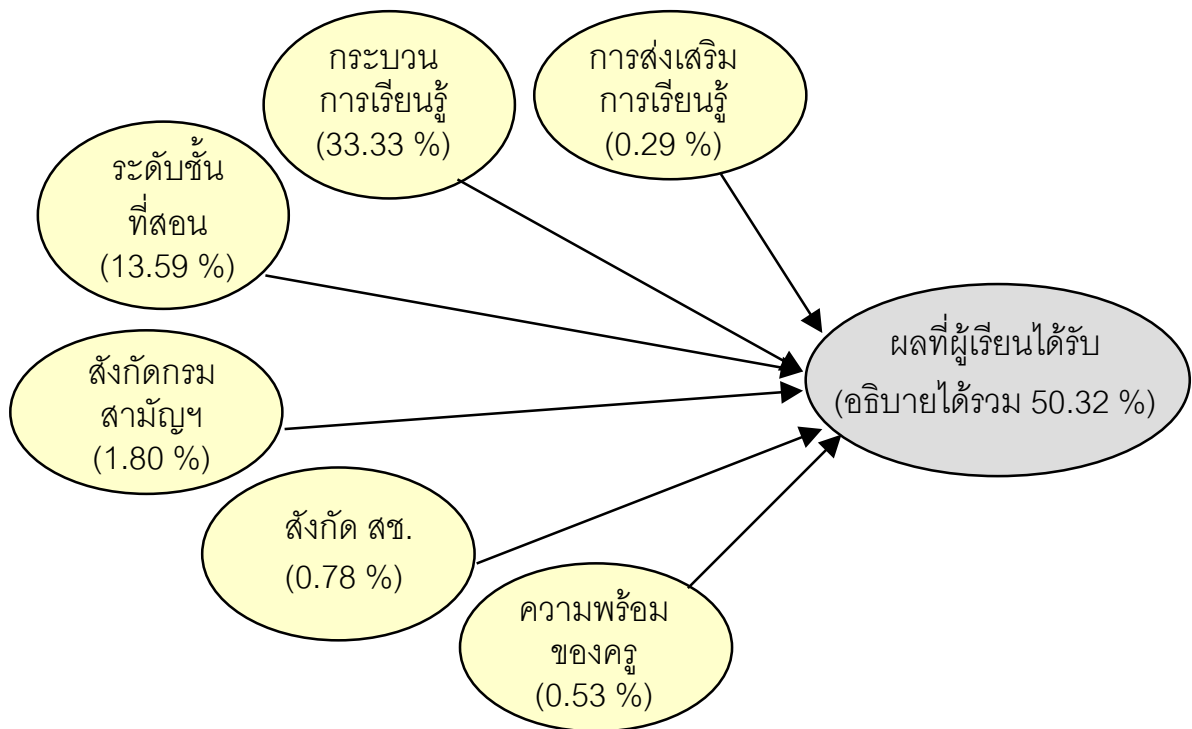 กระบวน
การเรียนรู้
(33.33 %)
การส่งเสริม
การเรียนรู้
(0.29 %)
ระดับชั้น
ที่สอน
(13.59 %)
สังกัดกรม
สามัญฯ
(1.80 %)
สังกัด สช.
(0.78 %)
ความพร้อม
ของครู
(0.53 %)
ผลที่ผู้เรียนได้รับ
(อธิบายได้รวม 50.32 %)